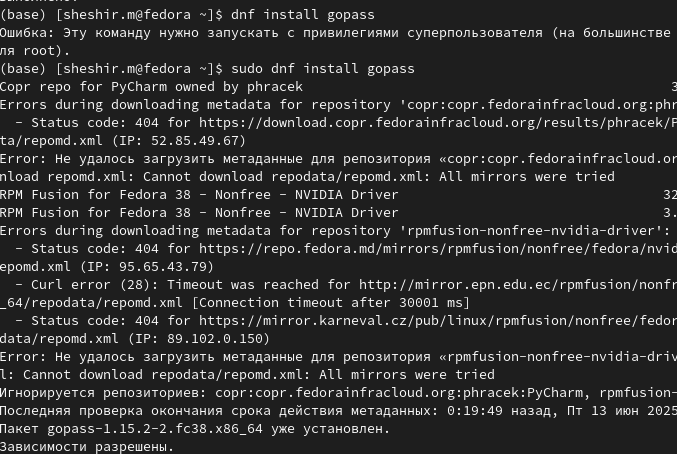 (base) [sheshir.m@fedora ~]$ dnf install gopass
Ошибка: Эту команду нужно запускать с привилегиями суперпользователя (на большинстве
ля root).
(base) [sheshir.m@fedora ~]$ sudo dnf install gopass
Copr repo for PyCharm owned by phracek 3
Errors during downloading metadata for repository 'copr:copr.fedorainfracloud.org:phr
- Status code: 404 for https://download.copr.fedorainfracloud.org/results/phracek/P
ta/repomd.xml (IP: 52.85.49.67)
Error: Не удалось загрузить метаданные для репозитория «copr:copr.fedorainfracloud.or
nload repomd.xml: Cannot download repodata/repomd.xml: All mirrors were tried
RPM Fusion for Fedora 38 - Nonfree - NVIDIA Driver 32
RPM Fusion for Fedora 38 - Nonfree - NVIDIA Driver 3.
Errors during downloading metadata for repository 'rpmfusion-nonfree-nvidia-driver':
- Status code: 404 for https://repo.fedora.md/mirrors/rpmfusion/nonfree/fedora/nvid
epomd.xml (IP: 95.65.43.79)
- Curl error (28): Timeout was reached for http://mirror.epn.edu.ec/rpmfusion/nonfr
_64/repodata/repomd.xml [Connection timeout after 30001 ms]
- Status code: 404 for https://mirror.karneval.cz/pub/linux/rpmfusion/nonfree/fedor
data/repomd.xml (IP: 89.102.0.150)
Error: Не удалось загрузить метаданные для репозитория «rpmfusion-nonfree-nvidia-driv
l: Cannot download repodata/repomd.xml: All mirrors were tried
Игнорируется репозиториев: copr:copr.fedorainfracloud.org:phracek:PyCharm, rpmfusion-
Последняя проверка окончания срока действия метаданных: 0:19:49 назад, Пт 13 июн 2025
Пакет gopass-1.15.2-2.fc38.x86_64 уже установлен.
Зависимости разрешены.